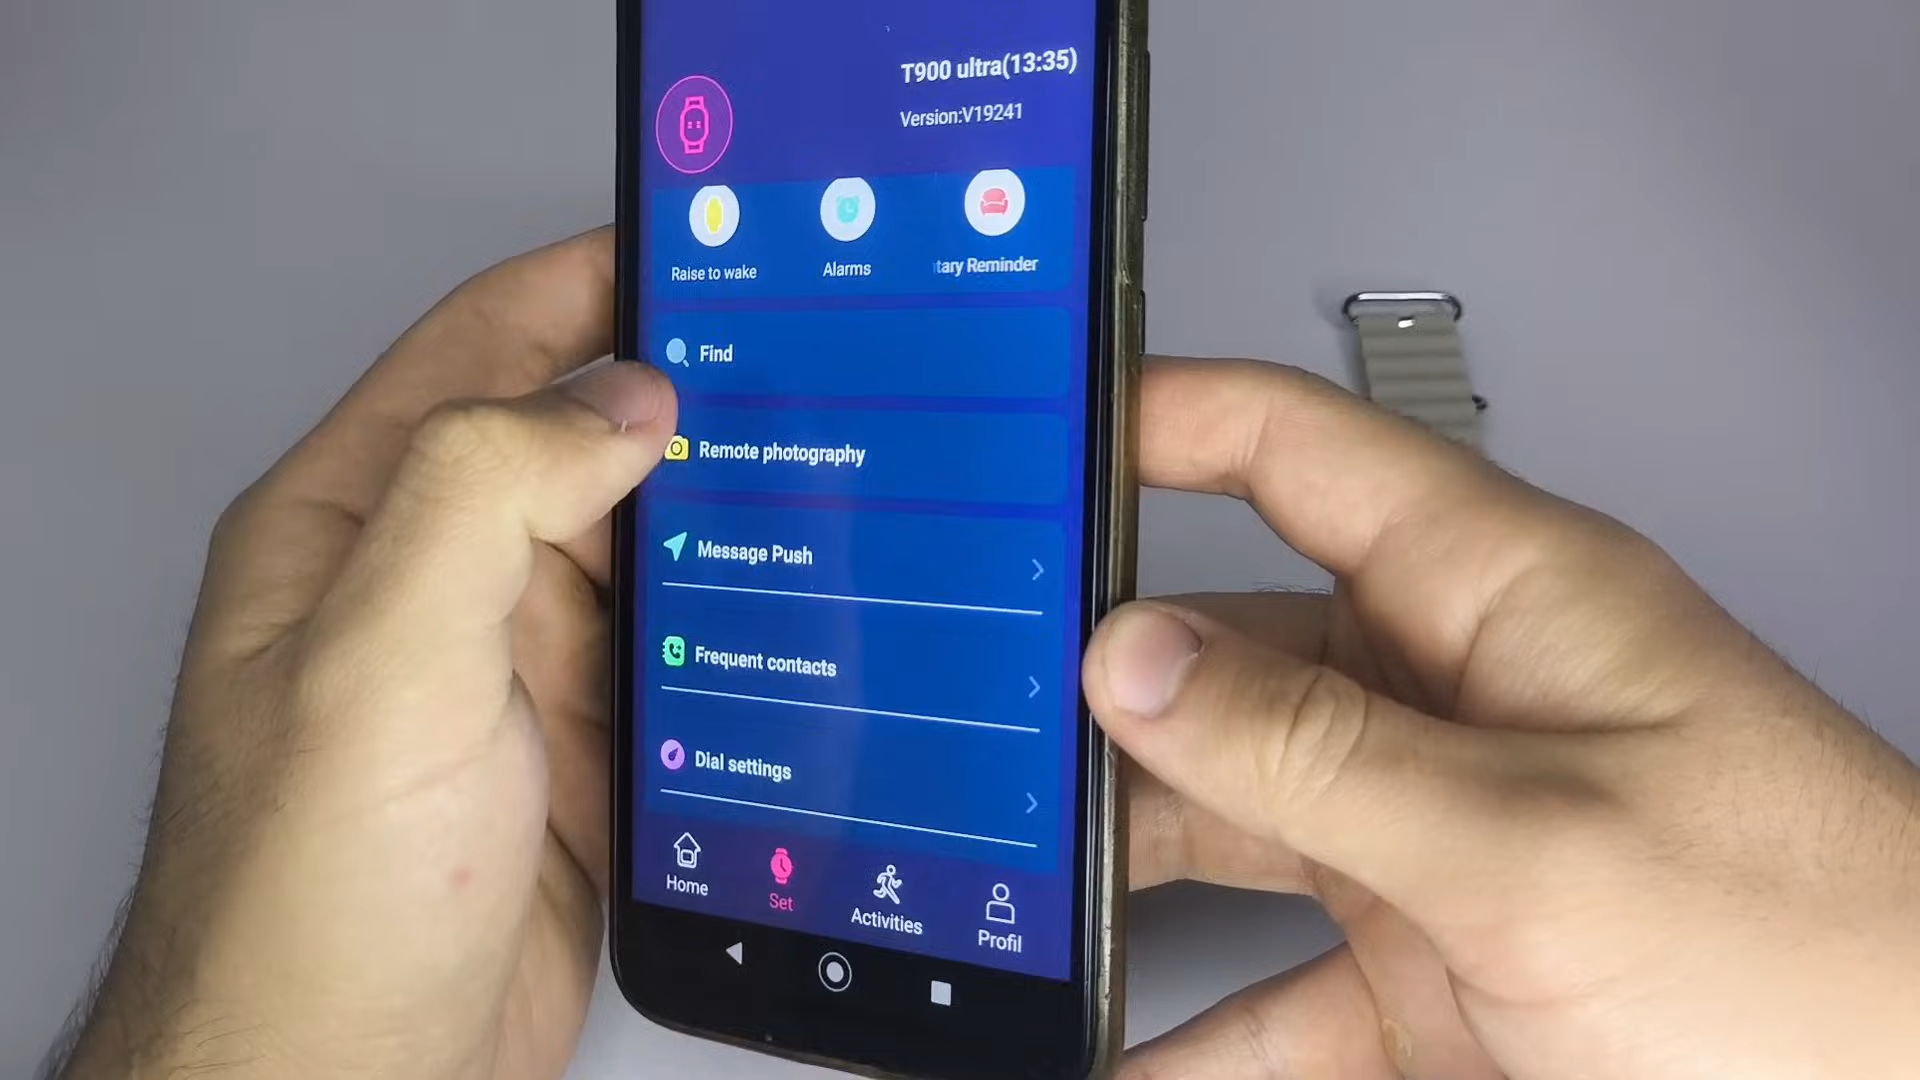 T900 ultra(13:35)
Version:V19241
Raise to wake
Alarms
tary Reminder
Find
Remote photography
Message Push
Frequent contacts
Dial settings
Home
Set
Activities
Profil